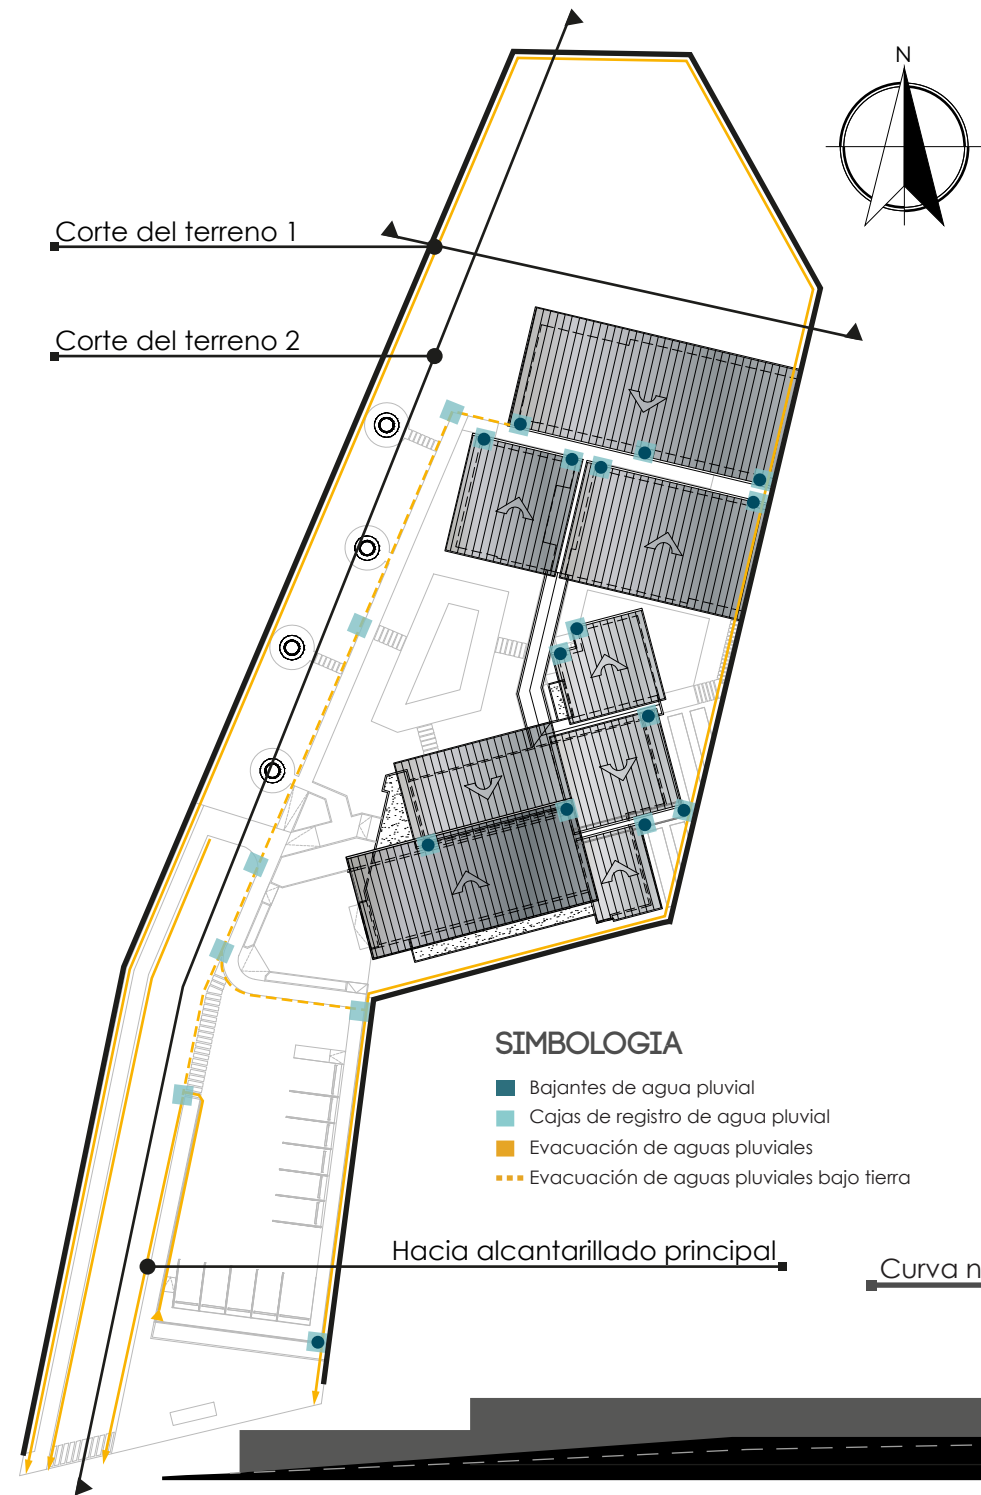 N
Corte del terreno 1
Corte del terreno 2
SIMBOLOGIA
Bajantes de agua pluvial
Cajas de registro de agua pluvial
Evacuación de aguas pluviales
Evacuación de aguas pluviales bajo tierra
Hacia alcantarillado principal
Curva n